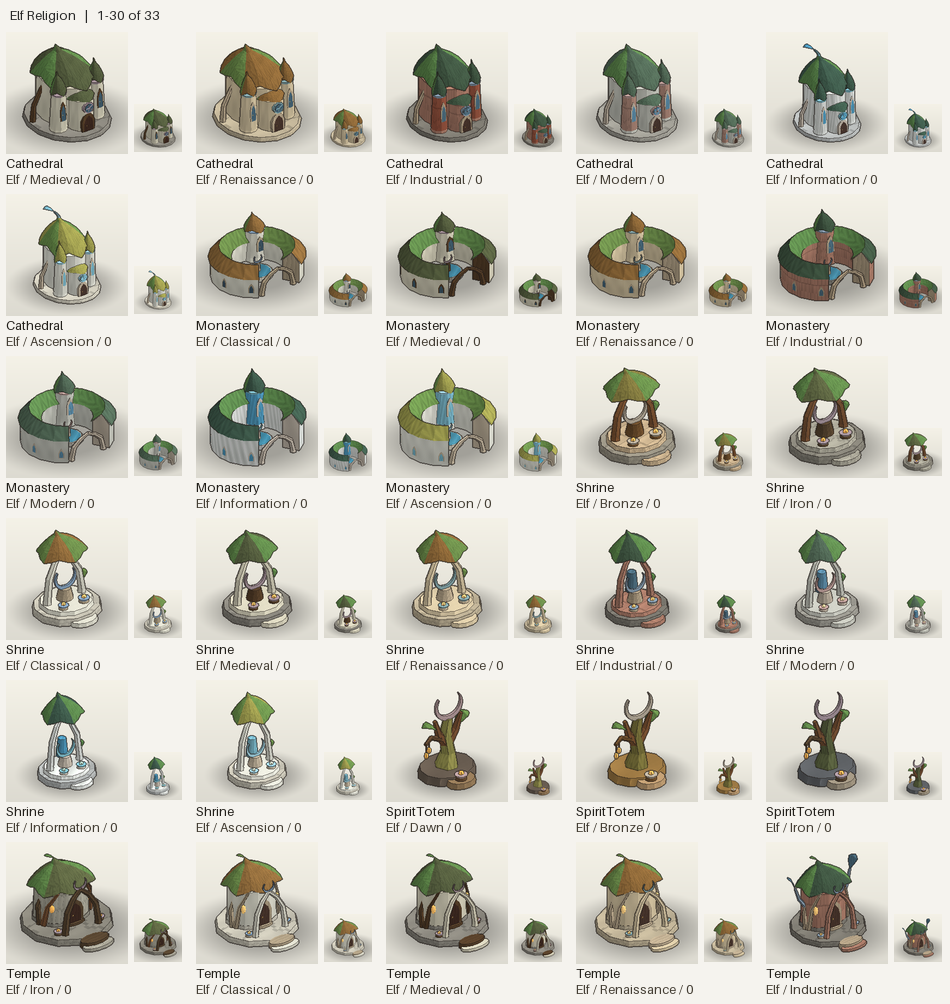 Elf Religion | 1-30 of 33
Cathedral
Elf / Medieval / 0
Cathedral
Elf / Renaissance / 0
Cathedral
Elf / Industrial / 0
Cathedral
Elf / Modern / 0
Cathedral
Elf / Information / 0
Cathedral
Elf / Ascension / 0
Monastery
Elf / Classical / 0
Monastery
Elf / Medieval / 0
Monastery
Elf / Renaissance / 0
Monastery
Elf / Industrial / 0
Monastery
Elf / Modern / 0
Monastery
Elf / Information / 0
Monastery
Elf / Ascension / 0
Shrine
Elf / Bronze / 0
Shrine
Elf / Iron / 0
Shrine
Elf / Classical / 0
Shrine
Elf / Medieval / 0
Shrine
Elf / Renaissance / 0
Shrine
Elf / Industrial / 0
Shrine
Elf / Modern / 0
Shrine
Elf / Information / 0
Shrine
Elf / Ascension / 0
SpiritTotem
Elf / Dawn / 0
SpiritTotem
Elf / Bronze / 0
SpiritTotem
Elf / Iron / 0
Temple
Elf / Iron / 0
Temple
Elf / Classical / 0
Temple
Elf / Medieval / 0
Temple
Elf / Renaissance / 0
Temple
Elf / Industrial / 0